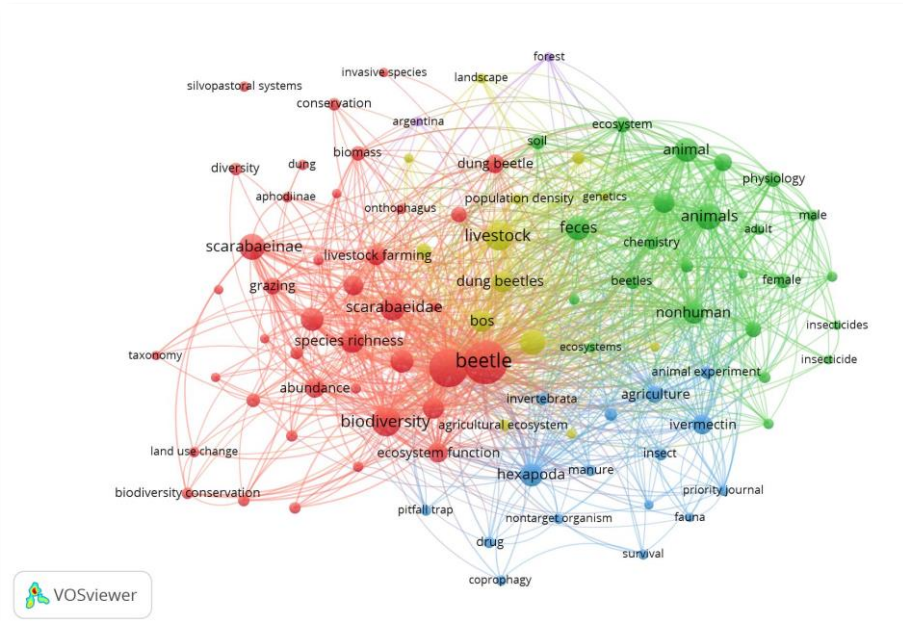 forest
invasive species
landscape
silvopastoral systems
conservation
argentina
ecosystem
soil
animal
biomass
dung beetle
diversity
dung
physiology
aphodiinae
onthophagus
population density
genetics
animals
male
livestock
feces
adult
scarabaeinae
chemistry
livestock farming
grazing
dung beetles
beetles
female
scarabaeidae
nonhuman
bos
insecticides
species richness
ecosystems
taxonomy
beetle
insecticide
animal experiment
abundance
invertebrata
agriculture
biodiversity
agricultural ecosystem
ivermectin
land use change
ecosystem function
insect
hexapoda
manure
biodiversity conservation
priority journal
pitfall trap
nontarget organism
fauna
drug
survival
coprophagy
VOSviewer